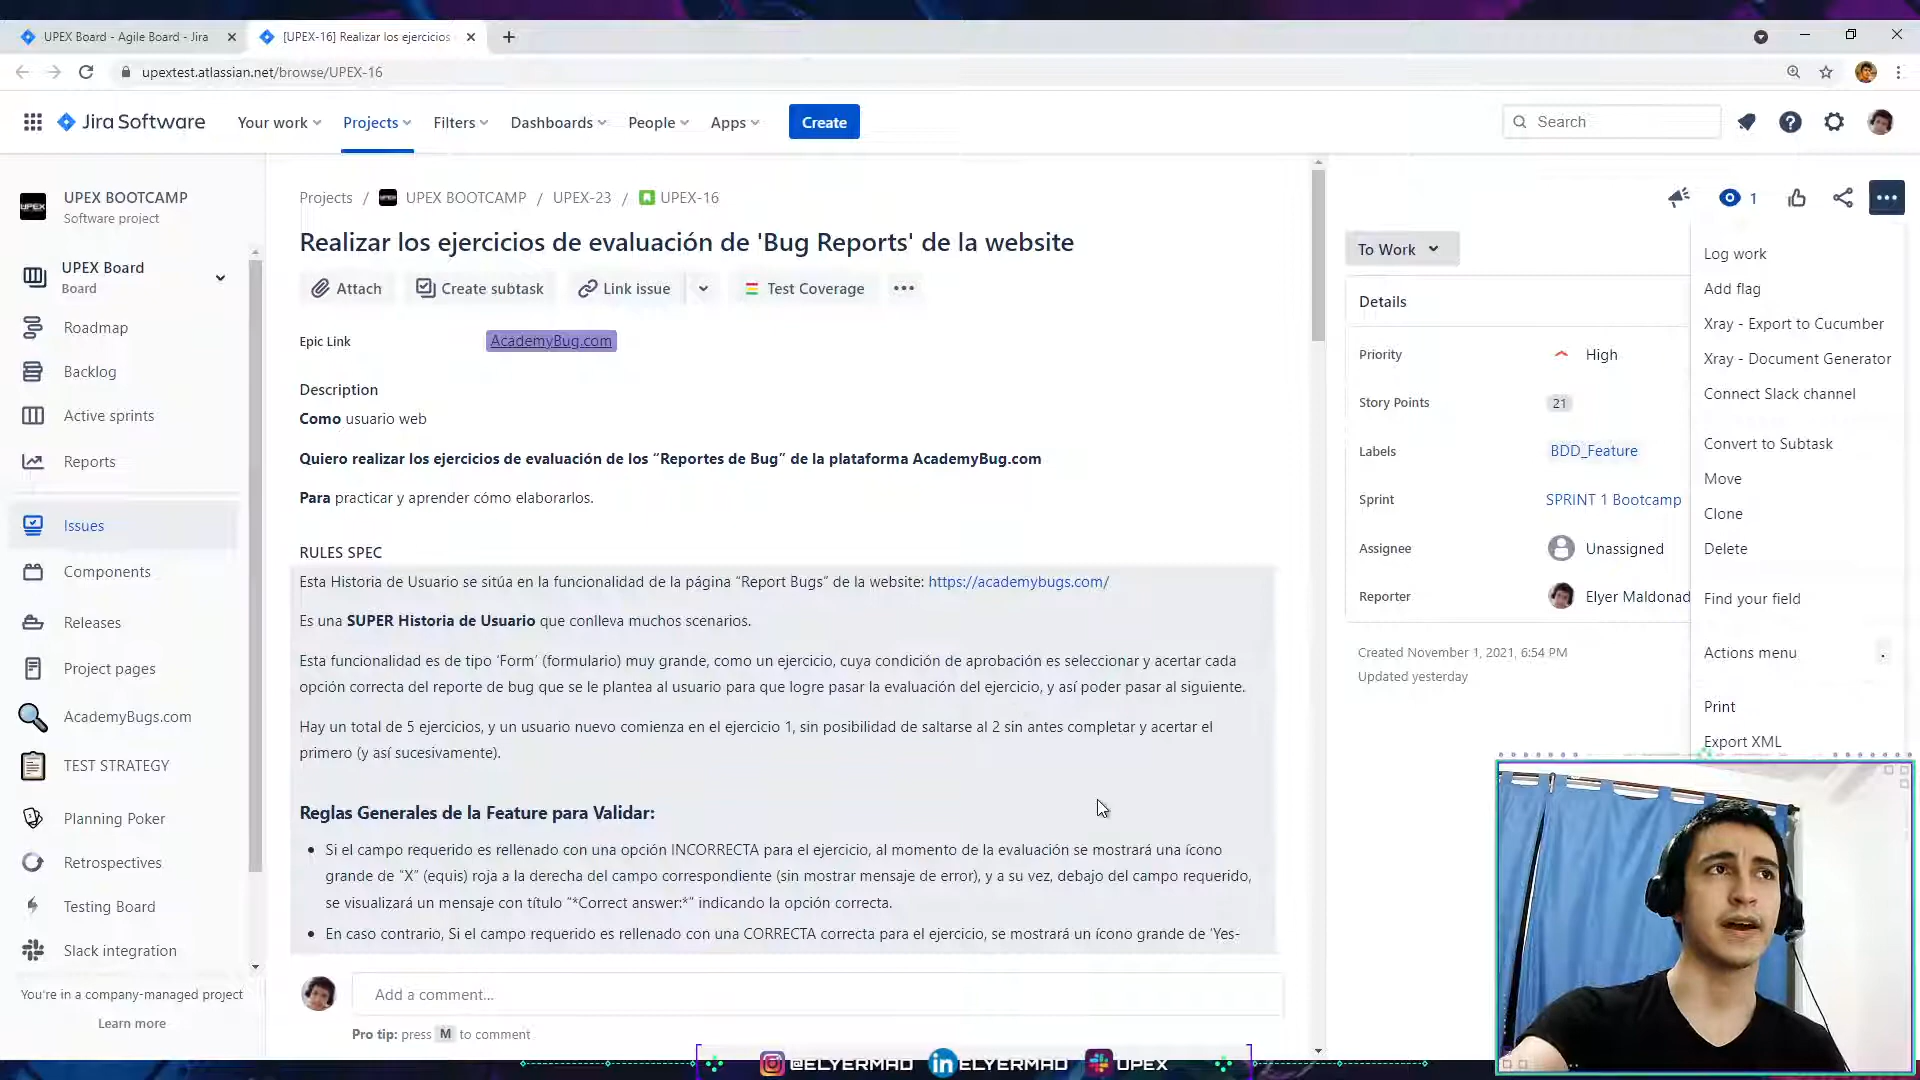 UPEX Board - Agile Board - Jira
[UPEX-16] Realizar los ejercicios
upextest.atlassian.net/browse/UPEX-16
Jira Software
Your work
Projects
Filters
Dashboards
People
Apps
Create
Search
UPEX BOOTCAMP
Software project
UPEX Board
Board
Roadmap
Backlog
Active sprints
Reports
Issues
Components
Releases
Project pages
AcademyBugs.com
TEST STRATEGY
Planning Poker
Retrospectives
Testing Board
Slack integration
You're in a company-managed project
Learn more
Projects / UPEX BOOTCAMP / UPEX-23 / UPEX-16
Realizar los ejercicios de evaluación de 'Bug Reports' de la website
Attach
Create subtask
Link issue
Test Coverage
Epic Link
AcademyBug.com
Description
Como usuario web
Quiero realizar los ejercicios de evaluación de los “Reportes de Bug” de la plataforma AcademyBug.com
Para practicar y aprender cómo elaborarlos.
RULES SPEC
Esta Historia de Usuario se sitúa en la funcionalidad de la página “Report Bugs” de la website: https://academybugs.com/
Es una SUPER Historia de Usuario que conlleva muchos scenarios.
Esta funcionalidad es de tipo ‘Form’ (formulario) muy grande, como un ejercicio, cuya condición de aprobación es seleccionar y acertar cada
opción correcta del reporte de bug que se le plantea al usuario para que logre pasar la evaluación del ejercicio, y así poder pasar al siguiente.
Hay un total de 5 ejercicios, y un usuario nuevo comienza en el ejercicio 1, sin posibilidad de saltarse al 2 sin antes completar y acertar el
primero (y así sucesivamente).
Reglas Generales de la Feature para Validar:
Si el campo requerido es rellenado con una opción INCORRECTA para el ejercicio, al momento de la evaluación se mostrará una ícono
grande de “X” (equis) roja a la derecha del campo correspondiente (sin mostrar mensaje de error), y a su vez, debajo del campo requerido,
se visualizará un mensaje con título “*Correct answer:*” indicando la opción correcta.
En caso contrario, Si el campo requerido es rellenado con una CORRECTA correcta para el ejercicio, se mostrará un ícono grande de ‘Yes-
Add a comment...
Pro tip: press M to comment
1
To Work
Details
Priority
High
Story Points
21
Labels
BDD_Feature
Sprint
SPRINT 1 Bootcamp
Assignee
Unassigned
Reporter
Elyer Maldonad
Created November 1, 2021, 6:54 PM
Updated yesterday
Log work
Add flag
Xray - Export to Cucumber
Xray - Document Generator
Connect Slack channel
Convert to Subtask
Move
Clone
Delete
Find your field
Actions menu
.
Print
Export XML
@ELYERMAD
in ELYERMAD
UPEX